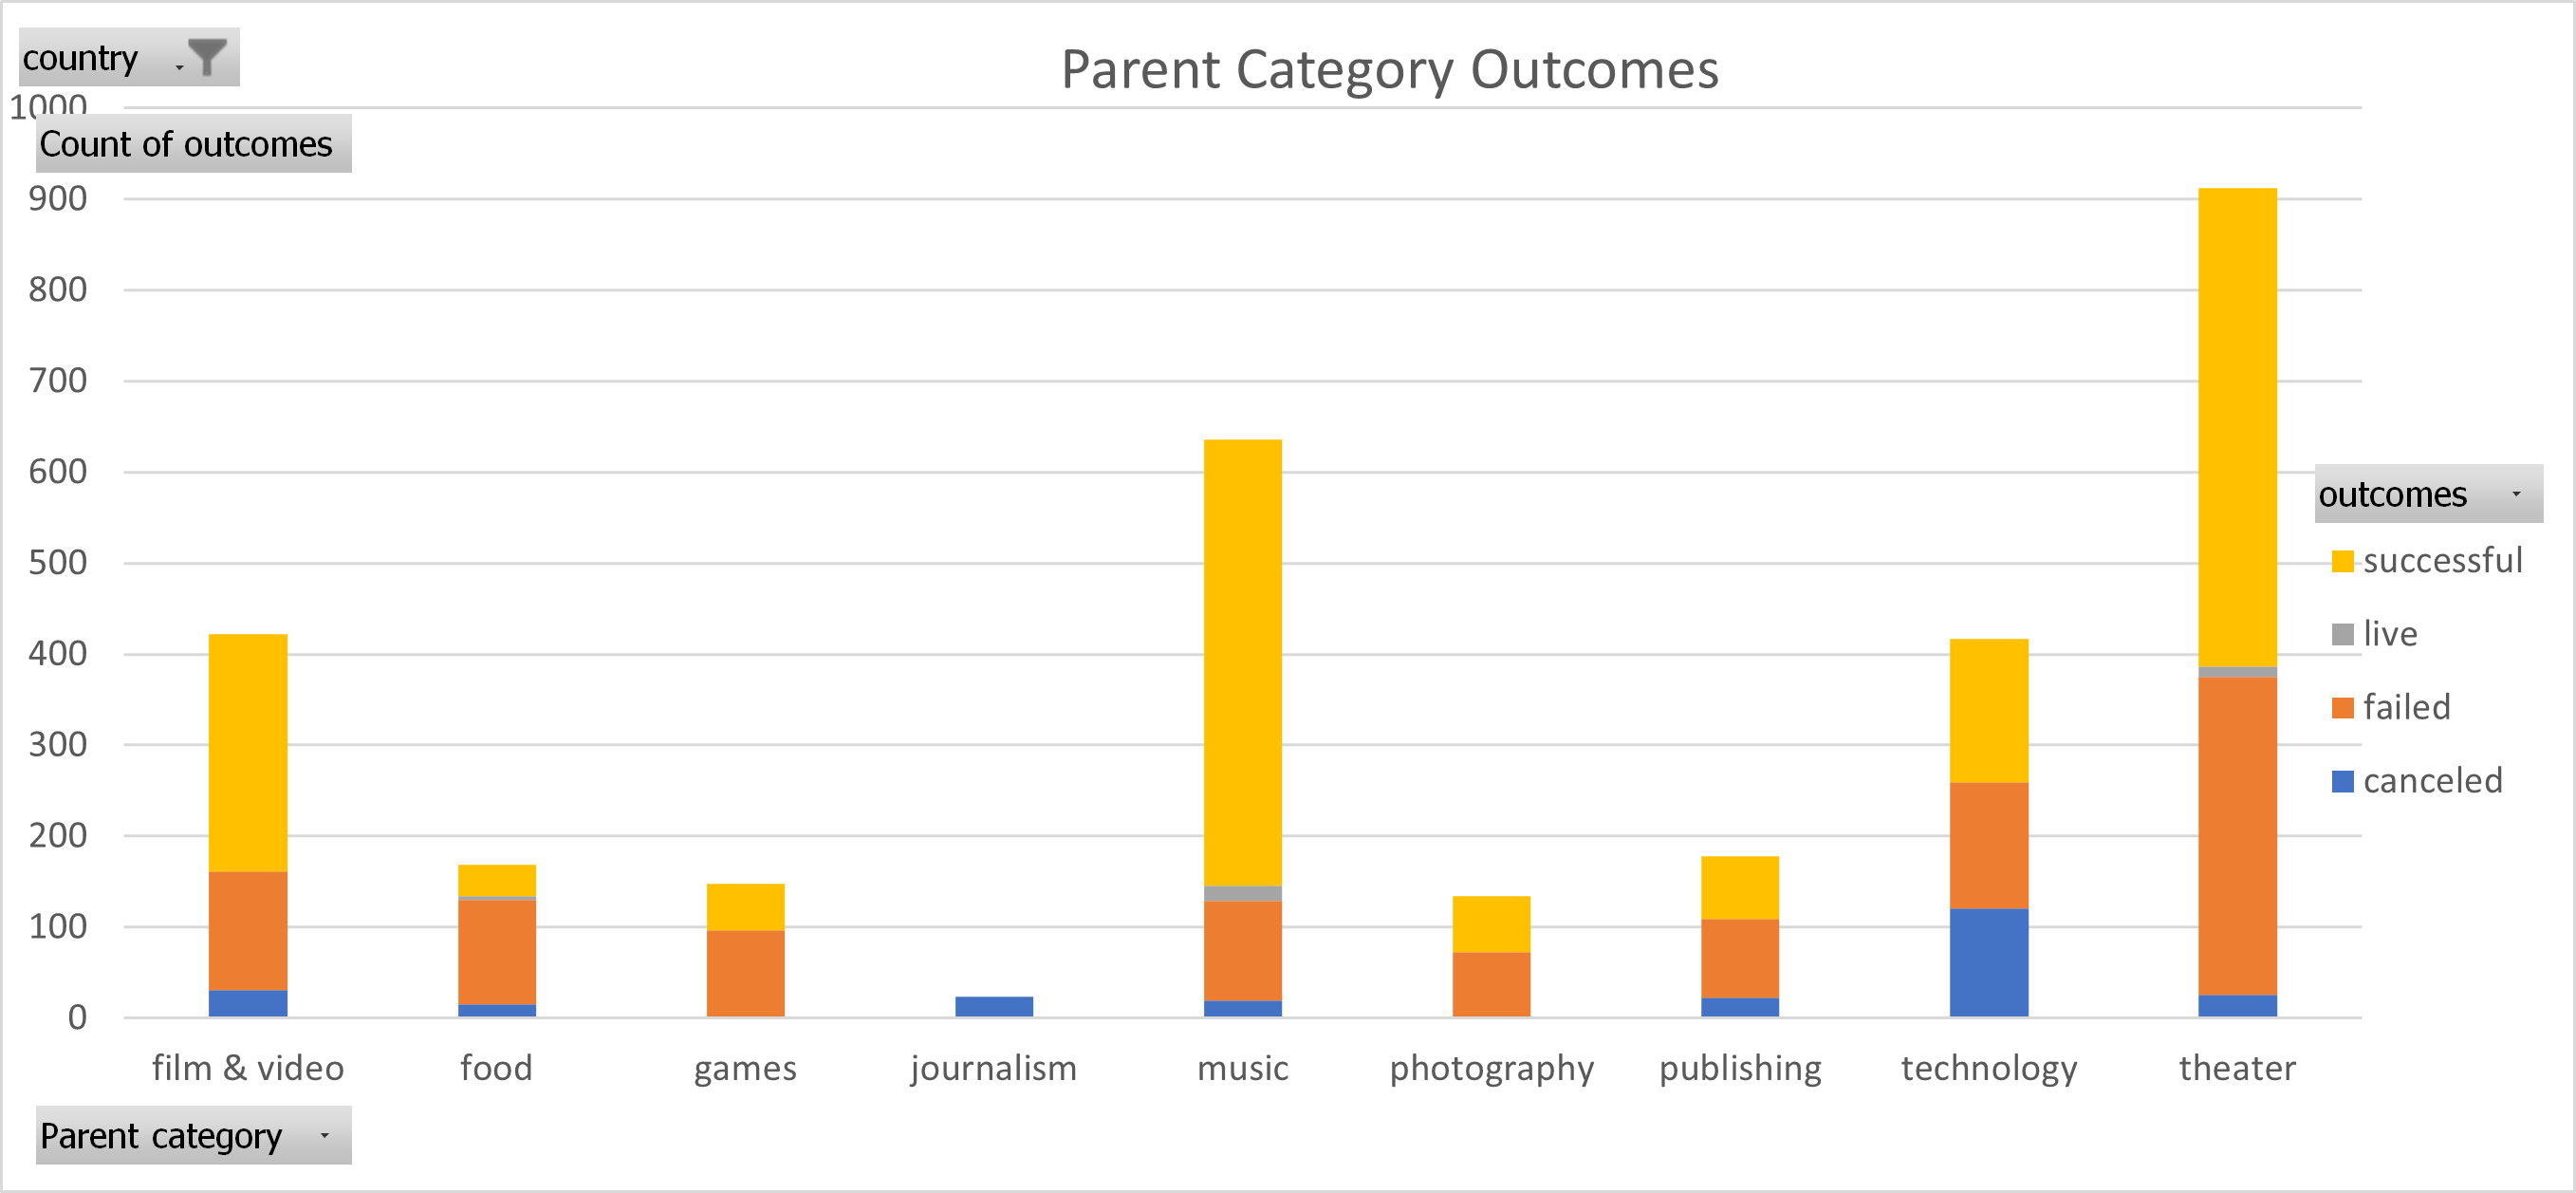 country
Parent Category Outcomes
1000
Count of outcomes
900
800
700
600
500
400
300
200
100
0
outcomes
successful
live
failed
canceled
film & video food games journalism music photography publishing technology theater
Parent category